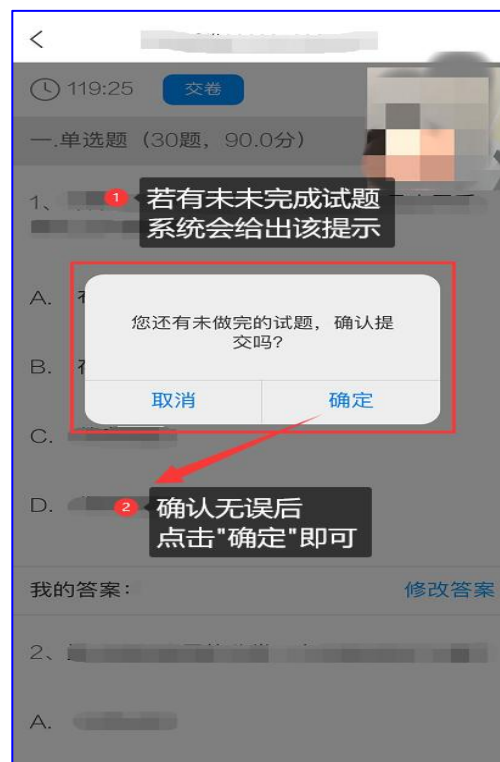 119:25 交卷
一.单选题（30题，90.0分）
1、
1 若有未未完成试题
系统会给出该提示
A.
您还有未做完的试题，确认提
交吗?
B.
取消 确定
C.
D.
2 确认无误后
点击"确定"即可
我的答案： 修改答案
2、
A.